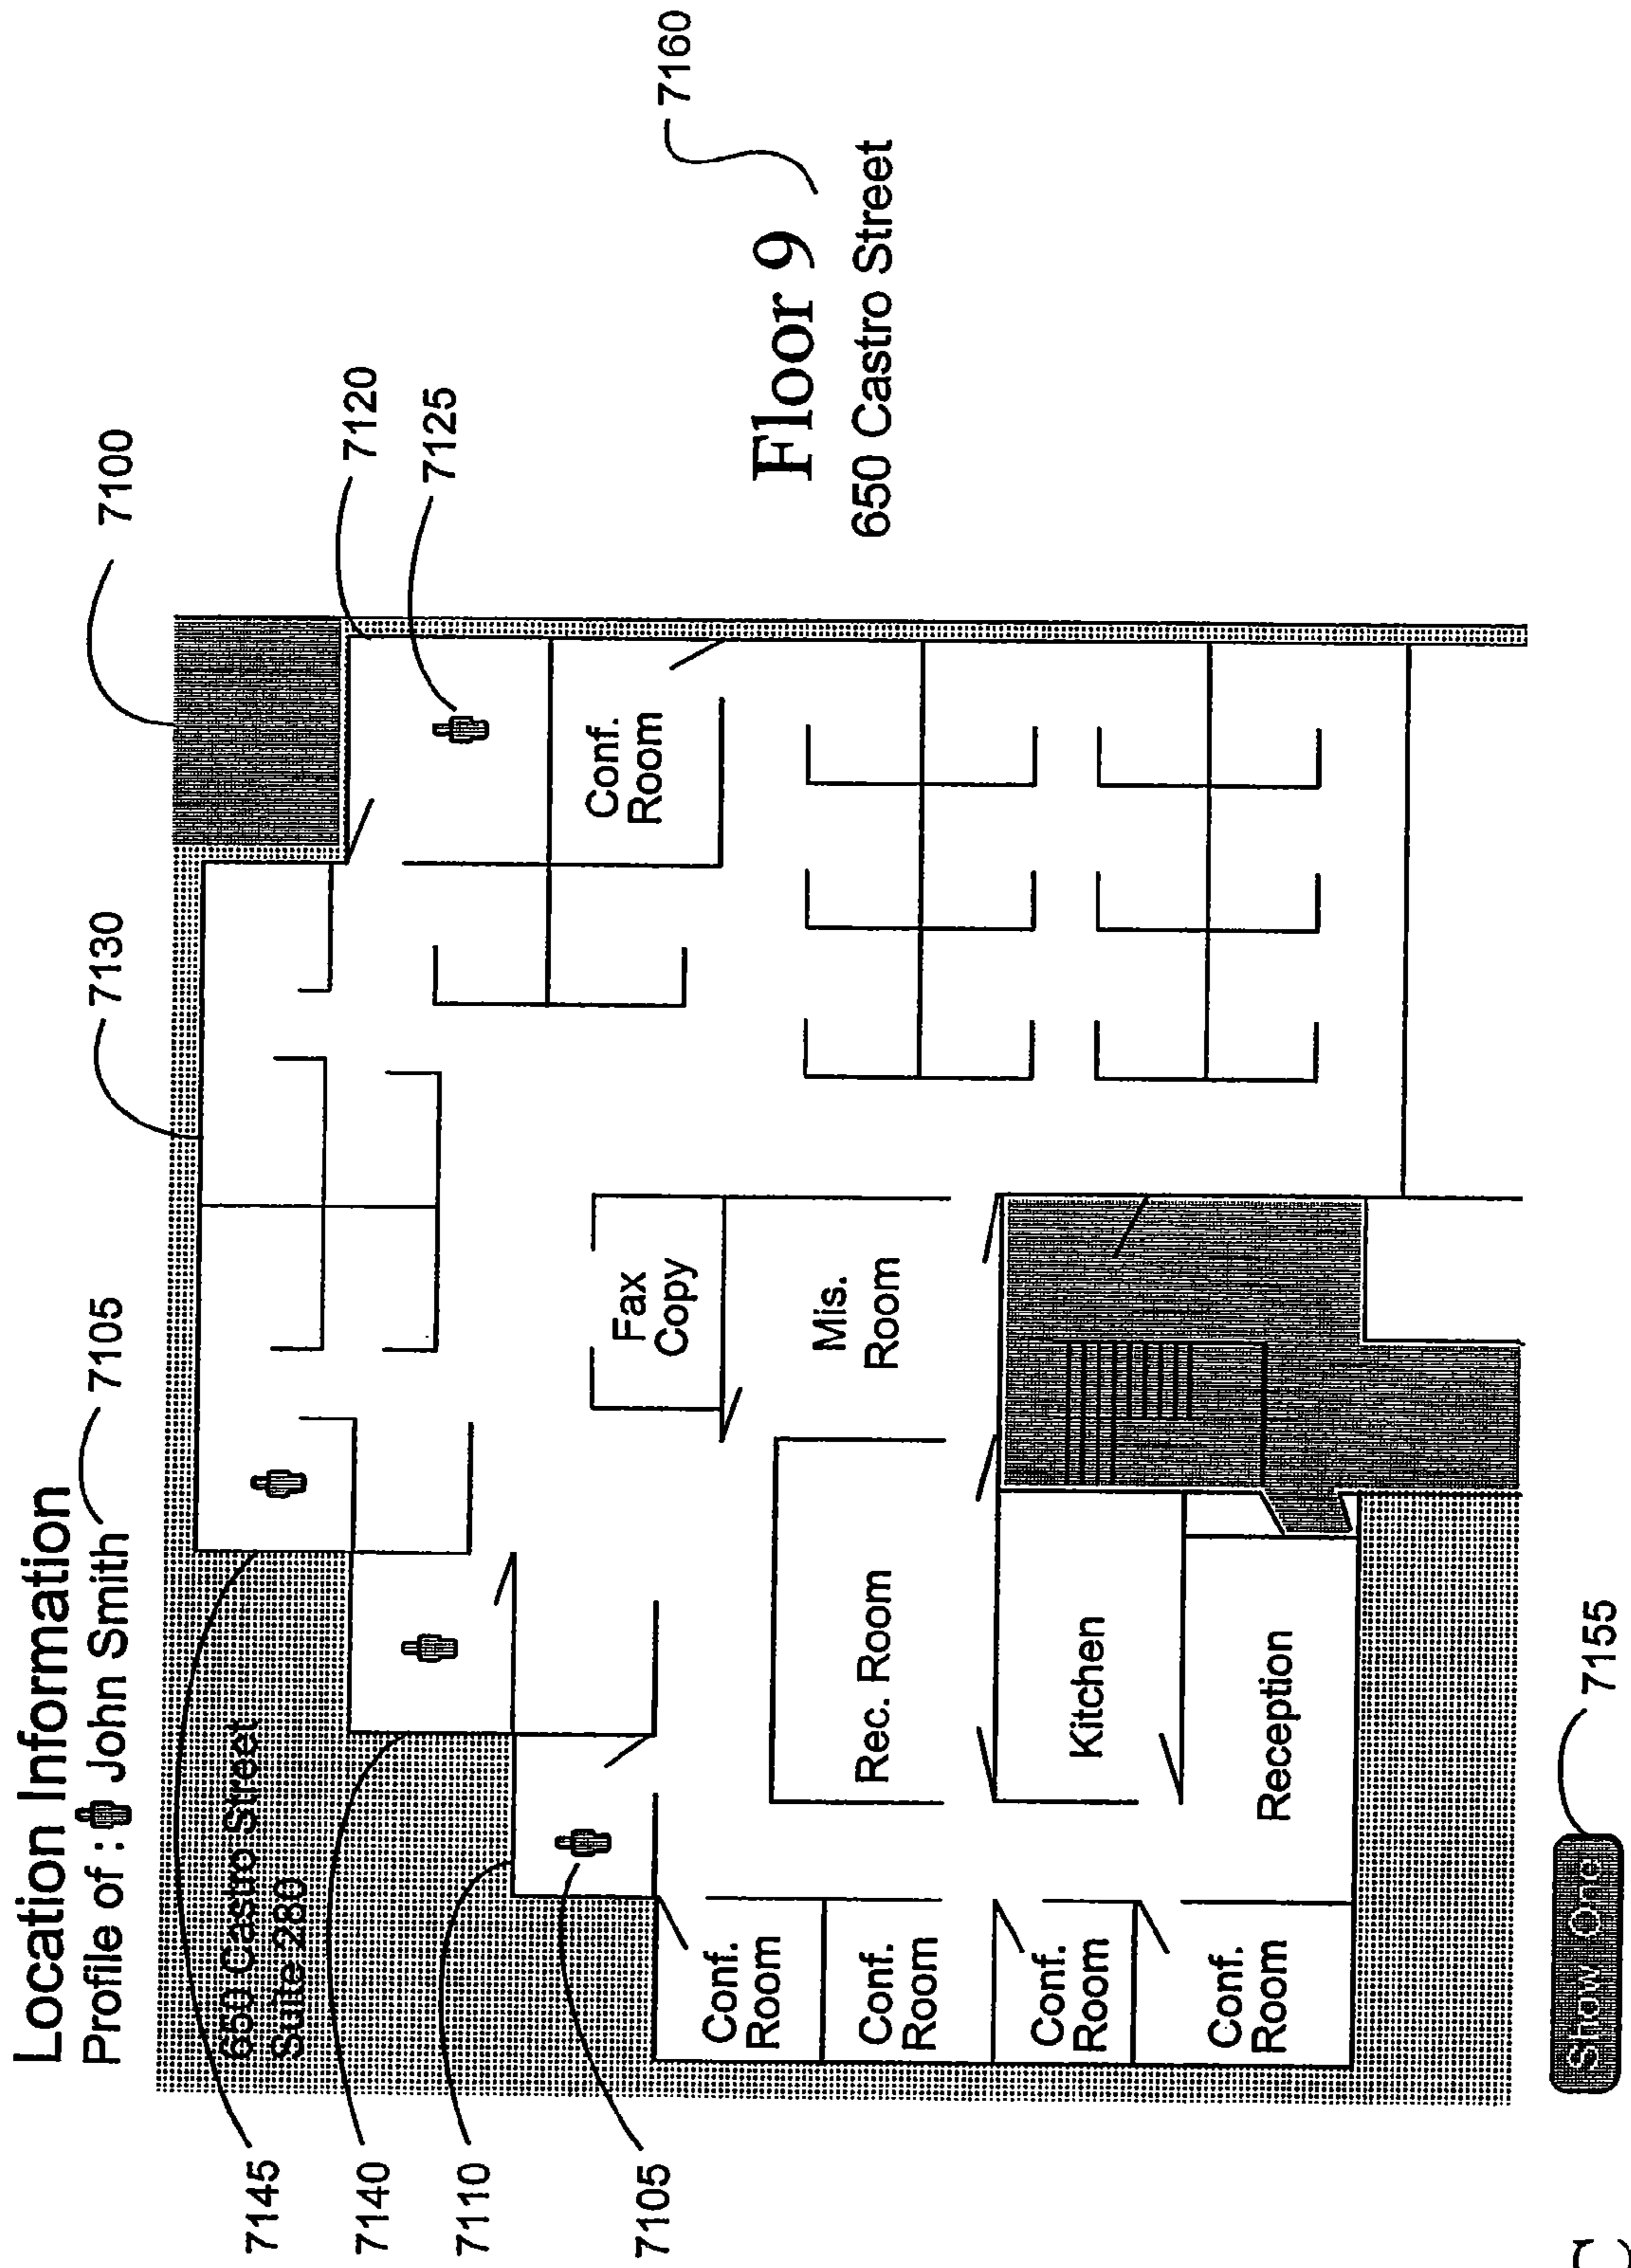 Location Information
Profile of : John Smith
7105
7130
7100
7120
7125
7160
Floor 9
650 Castro Street
650 Castro Street
Suite 280
7145
7140
7110
7105
Conf.
Room
Fax
Copy
Mis.
Room
Rec. Room
Kitchen
Reception
Conf.
Room
Conf.
Room
Conf.
Room
Conf.
Room
Show One
7155